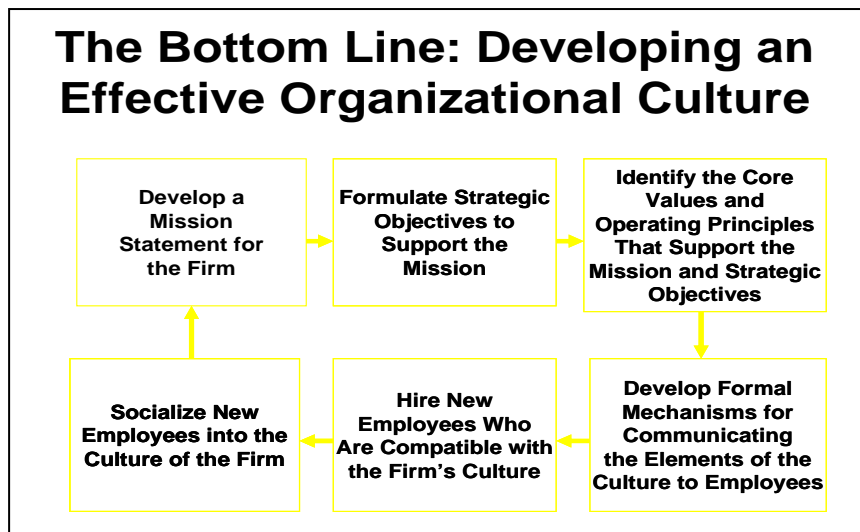 The Bottom Line: Developing an
Effective Organizational Culture
Develop a
Mission
Statement for
the Firm
Formulate Strategic
Objectives to
Support the
Mission
Identify the Core
Values and
Operating Principles
That Support the
Mission and Strategic
Objectives
Develop Formal
Mechanisms for
Communicating
the Elements of the
Culture to Employees
Hire New
Employees Who
Are Compatible with
the Firm's Culture
Socialize New
Employees into the
Culture of the Firm